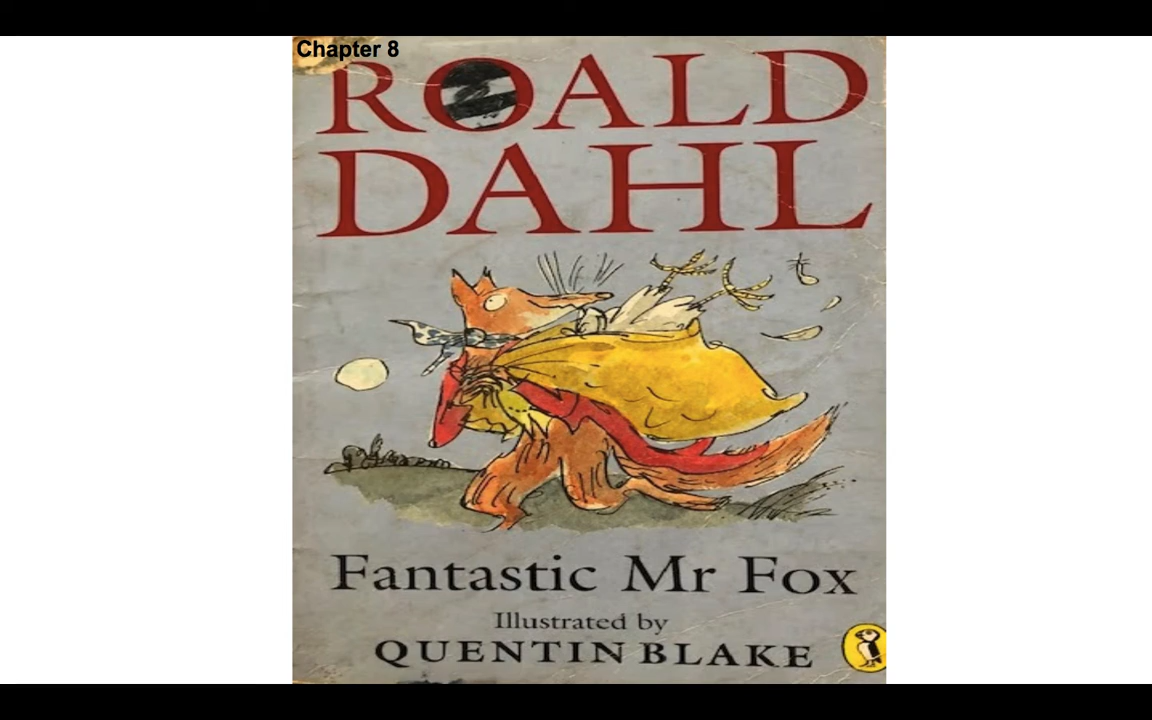 Chapter 8
ROALD
DAHL
Fantastic Mr Fox
Illustrated by
QUENTIN BLAKE